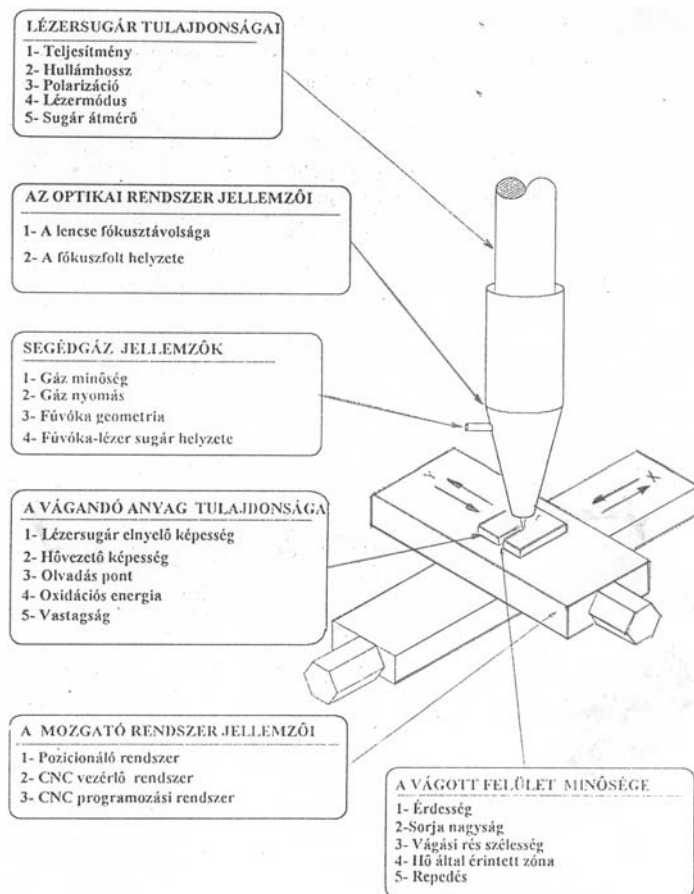 LÉZERSUGÁR TULAJDONSÁGAI
1- Teljesítmény
2- Hullámhossz
3- Polarizáció
4- Lézermódus
5- Sugár átmérő
AZ OPTIKAI RENDSZER JELLEMZŐI
1- A lencse fókusztávolsága
2- A fókuszfolt helyzete
SEGÉDGÁZ JELLEMZŐK
1- Gáz minőség
2- Gáz nyomás
3- Fúvóka geometria
4- Fúvóka-lézer sugár helyzete
Y
X
A VÁGANDÓ ANYAG TULAJDONSÁGA
1- Lézersugár elnyelő képesség
2- Hővezető képesség
3- Olvadás pont
4- Oxidációs energia
5- Vastagság
A MOZGATÓ RENDSZER JELLEMZŐI
1- Pozicionáló rendszer
2- CNC vezérlő rendszer
3- CNC programozási rendszer
A VÁGOTT FELÜLET MINŐSÉGE
1- Érdesség
2-Sorja nagyság
3- Vágási rés szélesség
4- Hő által érintett zóna
5- Repedés